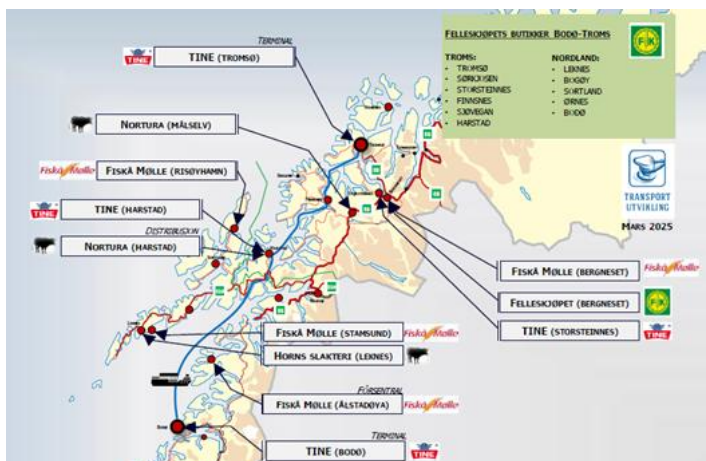 TERMINAL
TINE (TROMSØ)
TINE
FELLESKJØPETS BUTIKKER BODØ-TROMS
TROMS:
- TROMSØ
- SØRKJOSEN
- STORSTEINNES
- FINNSNES
- SJØVEGAN
- HARSTAD
NORDLAND:
- LEKNES
- BOGØY
- SORTLAND
- ØRNES
- BODØ
FK
NORTURA (MÅLSELV)
Fiskå Mølle
FISKÅ MØLLE (RISØYHAMN)
TINE
TINE (HARSTAD)
DISTRIBUSJON
NORTURA (HARSTAD)
TRANSPORT
UTVIKLING
MARS 2025
FISKÅ MØLLE (BERGNESET)
Fiskå Mølle
FELLESKJØPET (BERGNESET)
FK
TINE (STORSTEINNES)
TINE
FISKÅ MØLLE (STAMSUND)
Fiskå Mølle
HORNS SLAKTERI (LEKNES)
FÔRSENTRAL
FISKÅ MØLLE (ÅLSTADØYA)
Fiskå Mølle
TERMINAL
TINE (BODØ)
TINE